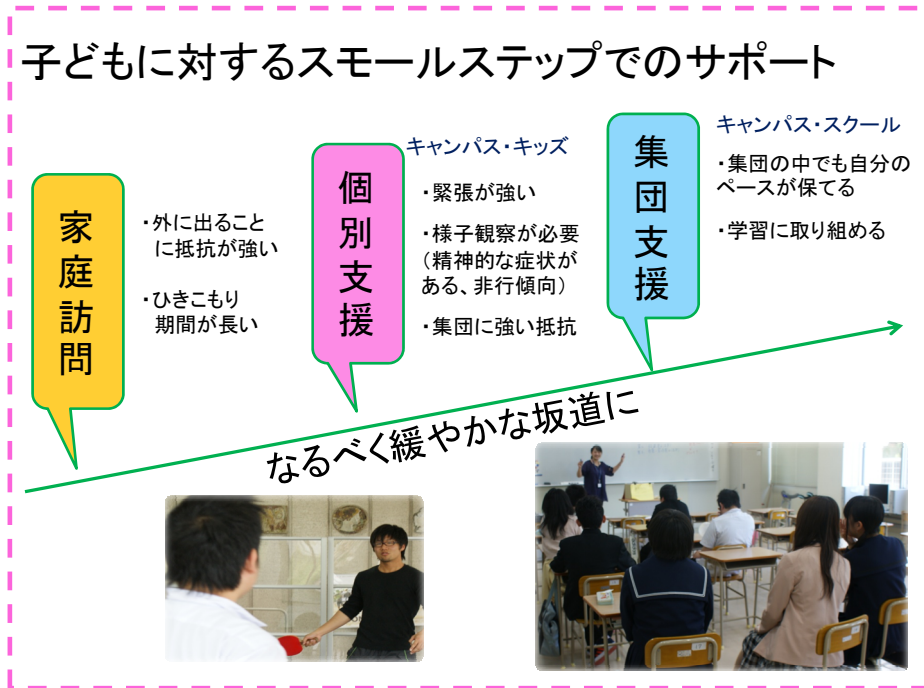 子どもに対するスモールステップでのサポート
家庭訪問
・外に出ること
に抵抗が強い
・ひきこもり
期間が長い
個別支援
キャンパス・キッズ
・緊張が強い
・様子観察が必要
（精神的な症状が
ある、非行傾向）
・集団に強い抵抗
集団支援
キャンパス・スクール
・集団の中でも自分の
ペースが保てる
・学習に取り組める
なるべく緩やかな坂道に